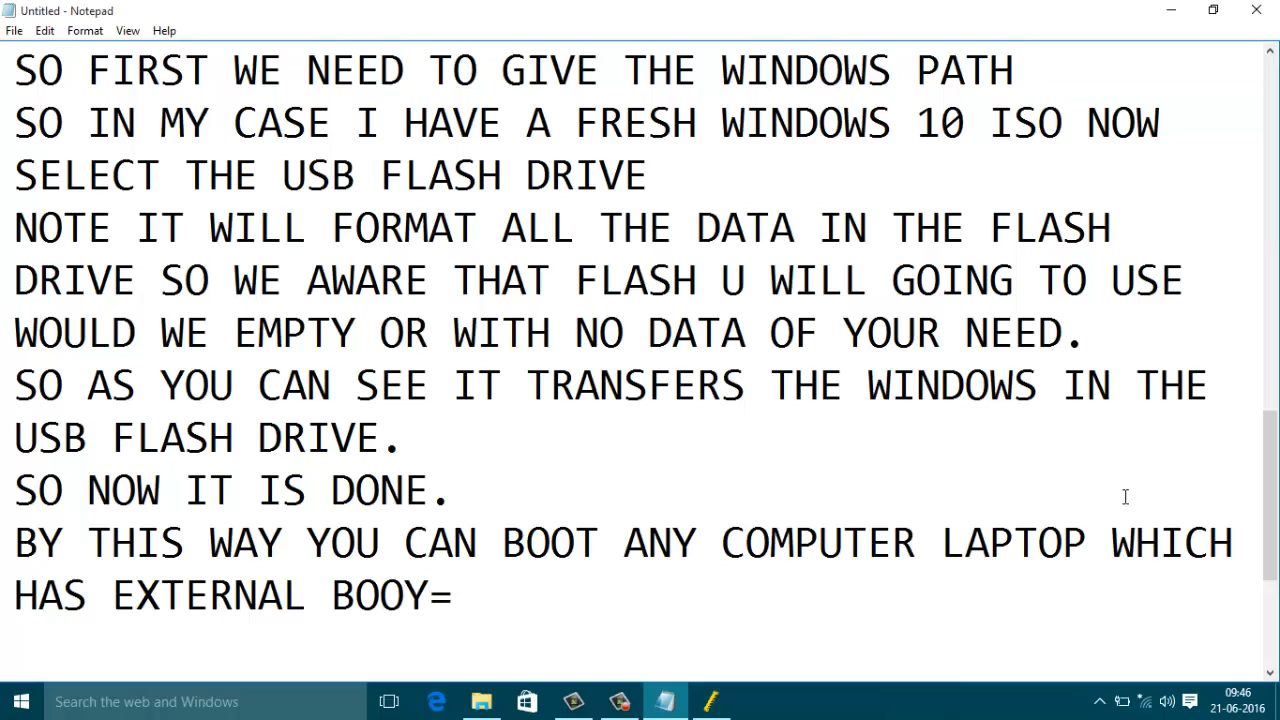 Untitled - Notepad
File Edit Format View Help
SO FIRST WE NEED TO GIVE THE WINDOWS PATH
SO IN MY CASE I HAVE A FRESH WINDOWS 10 ISO NOW
SELECT THE USB FLASH DRIVE
NOTE IT WILL FORMAT ALL THE DATA IN THE FLASH
DRIVE SO WE AWARE THAT FLASH U WILL GOING TO USE
WOULD WE EMPTY OR WITH NO DATA OF YOUR NEED.
SO AS YOU CAN SEE IT TRANSFERS THE WINDOWS IN THE
USB FLASH DRIVE.
SO NOW IT IS DONE.
BY THIS WAY YOU CAN BOOT ANY COMPUTER LAPTOP WHICH
HAS EXTERNAL BOOY=
Search the web and Windows
09:46
21-06-2016